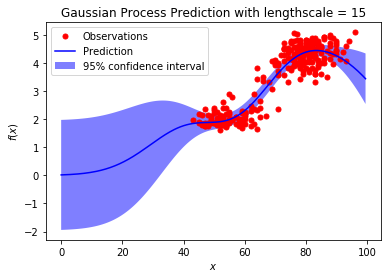 Gaussian Process Prediction with lengthscale = 15
Observations
Prediction
95% confidence interval
5
4
3
2
1
0
−1
−2
f(x)
0 20 40 60 80 100
x